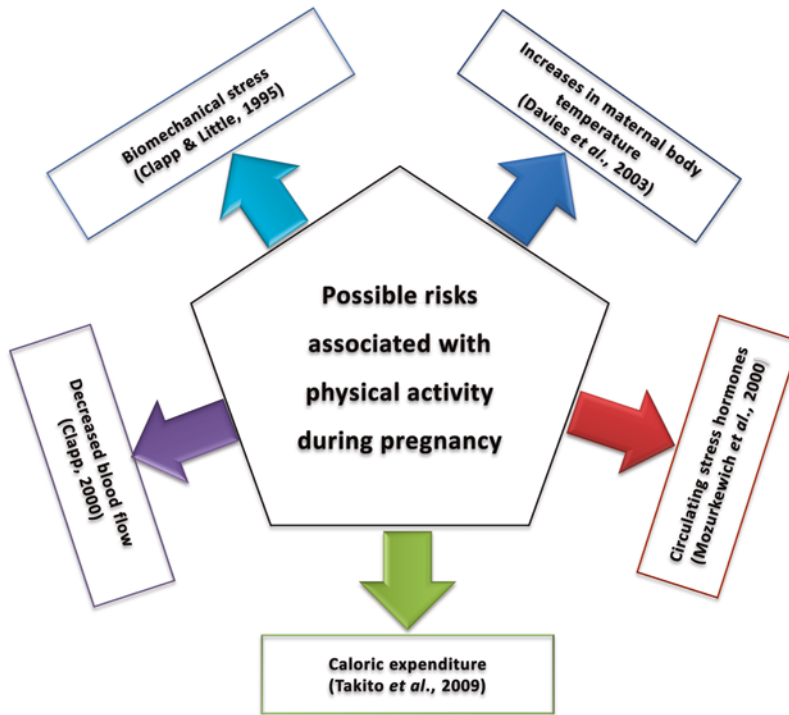 Biomechanical stress
(Clapp & Little, 1995)
Increases in maternal body
temperature
(Davies et al., 2003)
Possible risks
associated with
physical activity
during pregnancy
Decreased blood flow
(Clapp, 2000)
Circulating stress hormones
(Mozurkewich et al., 2000)
Caloric expenditure
(Takito et al., 2009)